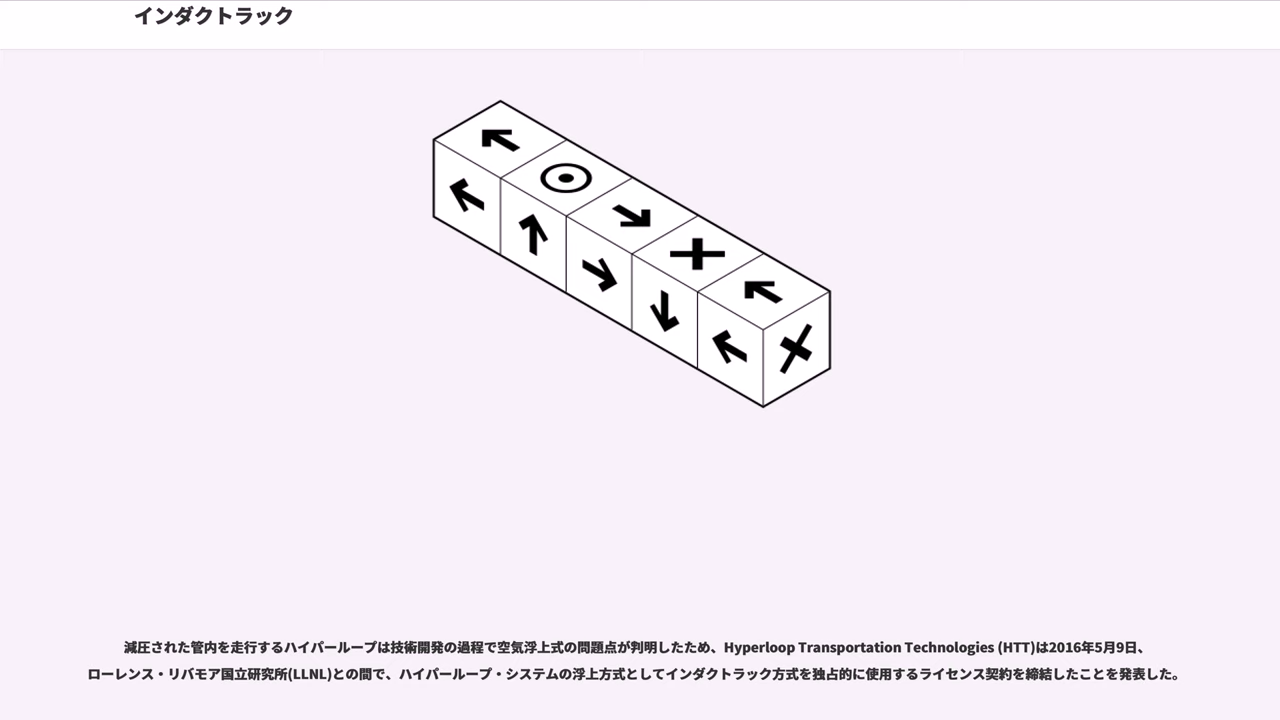 インダクトラック
減圧された管内を走行するハイパーループは技術開発の過程で空気浮上式の問題点が判明したため、Hyperloop Transportation Technologies (HTT)は2016年5月9日、
ローレンス・リバモア国立研究所(LLNL)との間で、ハイパーループ・システムの浮上方式としてインダクトラック方式を独占的に使用するライセンス契約を締結したことを発表した。